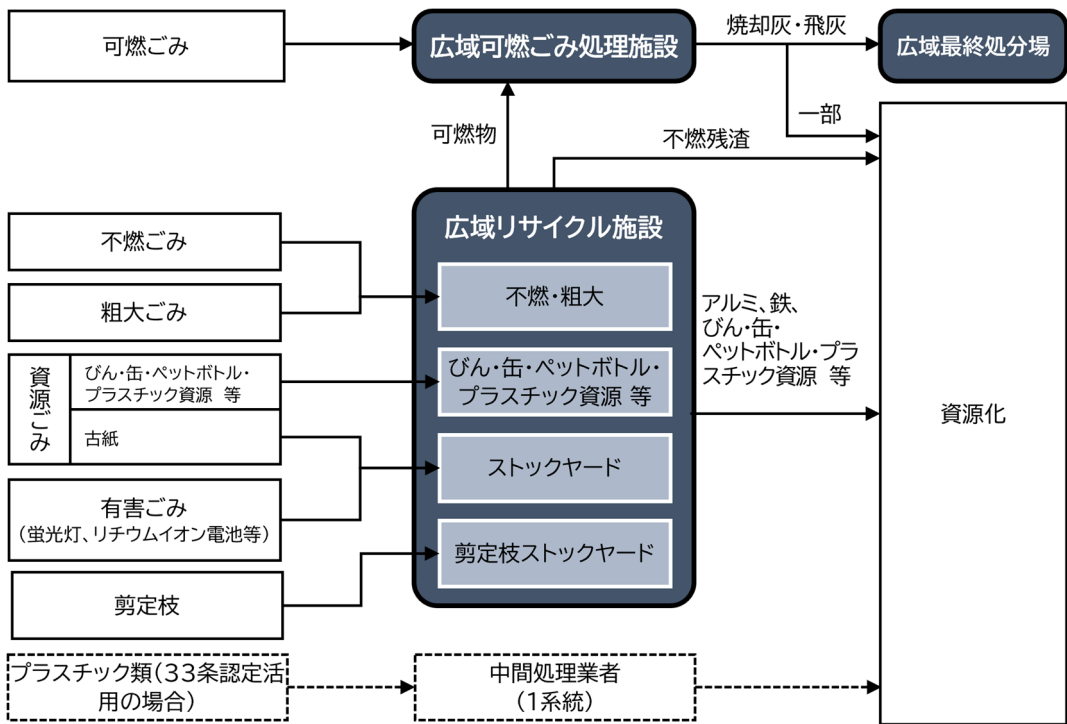 可燃ごみ
広域可燃ごみ処理施設
焼却灰・飛灰
広域最終処分場
一部
可燃物
不燃残渣
広域リサイクル施設
不燃ごみ
粗大ごみ
不燃・粗大
資源ごみ
びん・缶・ペットボトル・
プラスチック資源 等
古紙
びん・缶・ペットボトル・
プラスチック資源 等
アルミ、鉄、
びん・缶・
ペットボトル・プラ
スチック資源 等
資源化
ストックヤード
有害ごみ
(蛍光灯、リチウムイオン電池等)
剪定枝ストックヤード
剪定枝
プラスチック類(33条認定活
用の場合)
中間処理業者
(1系統)